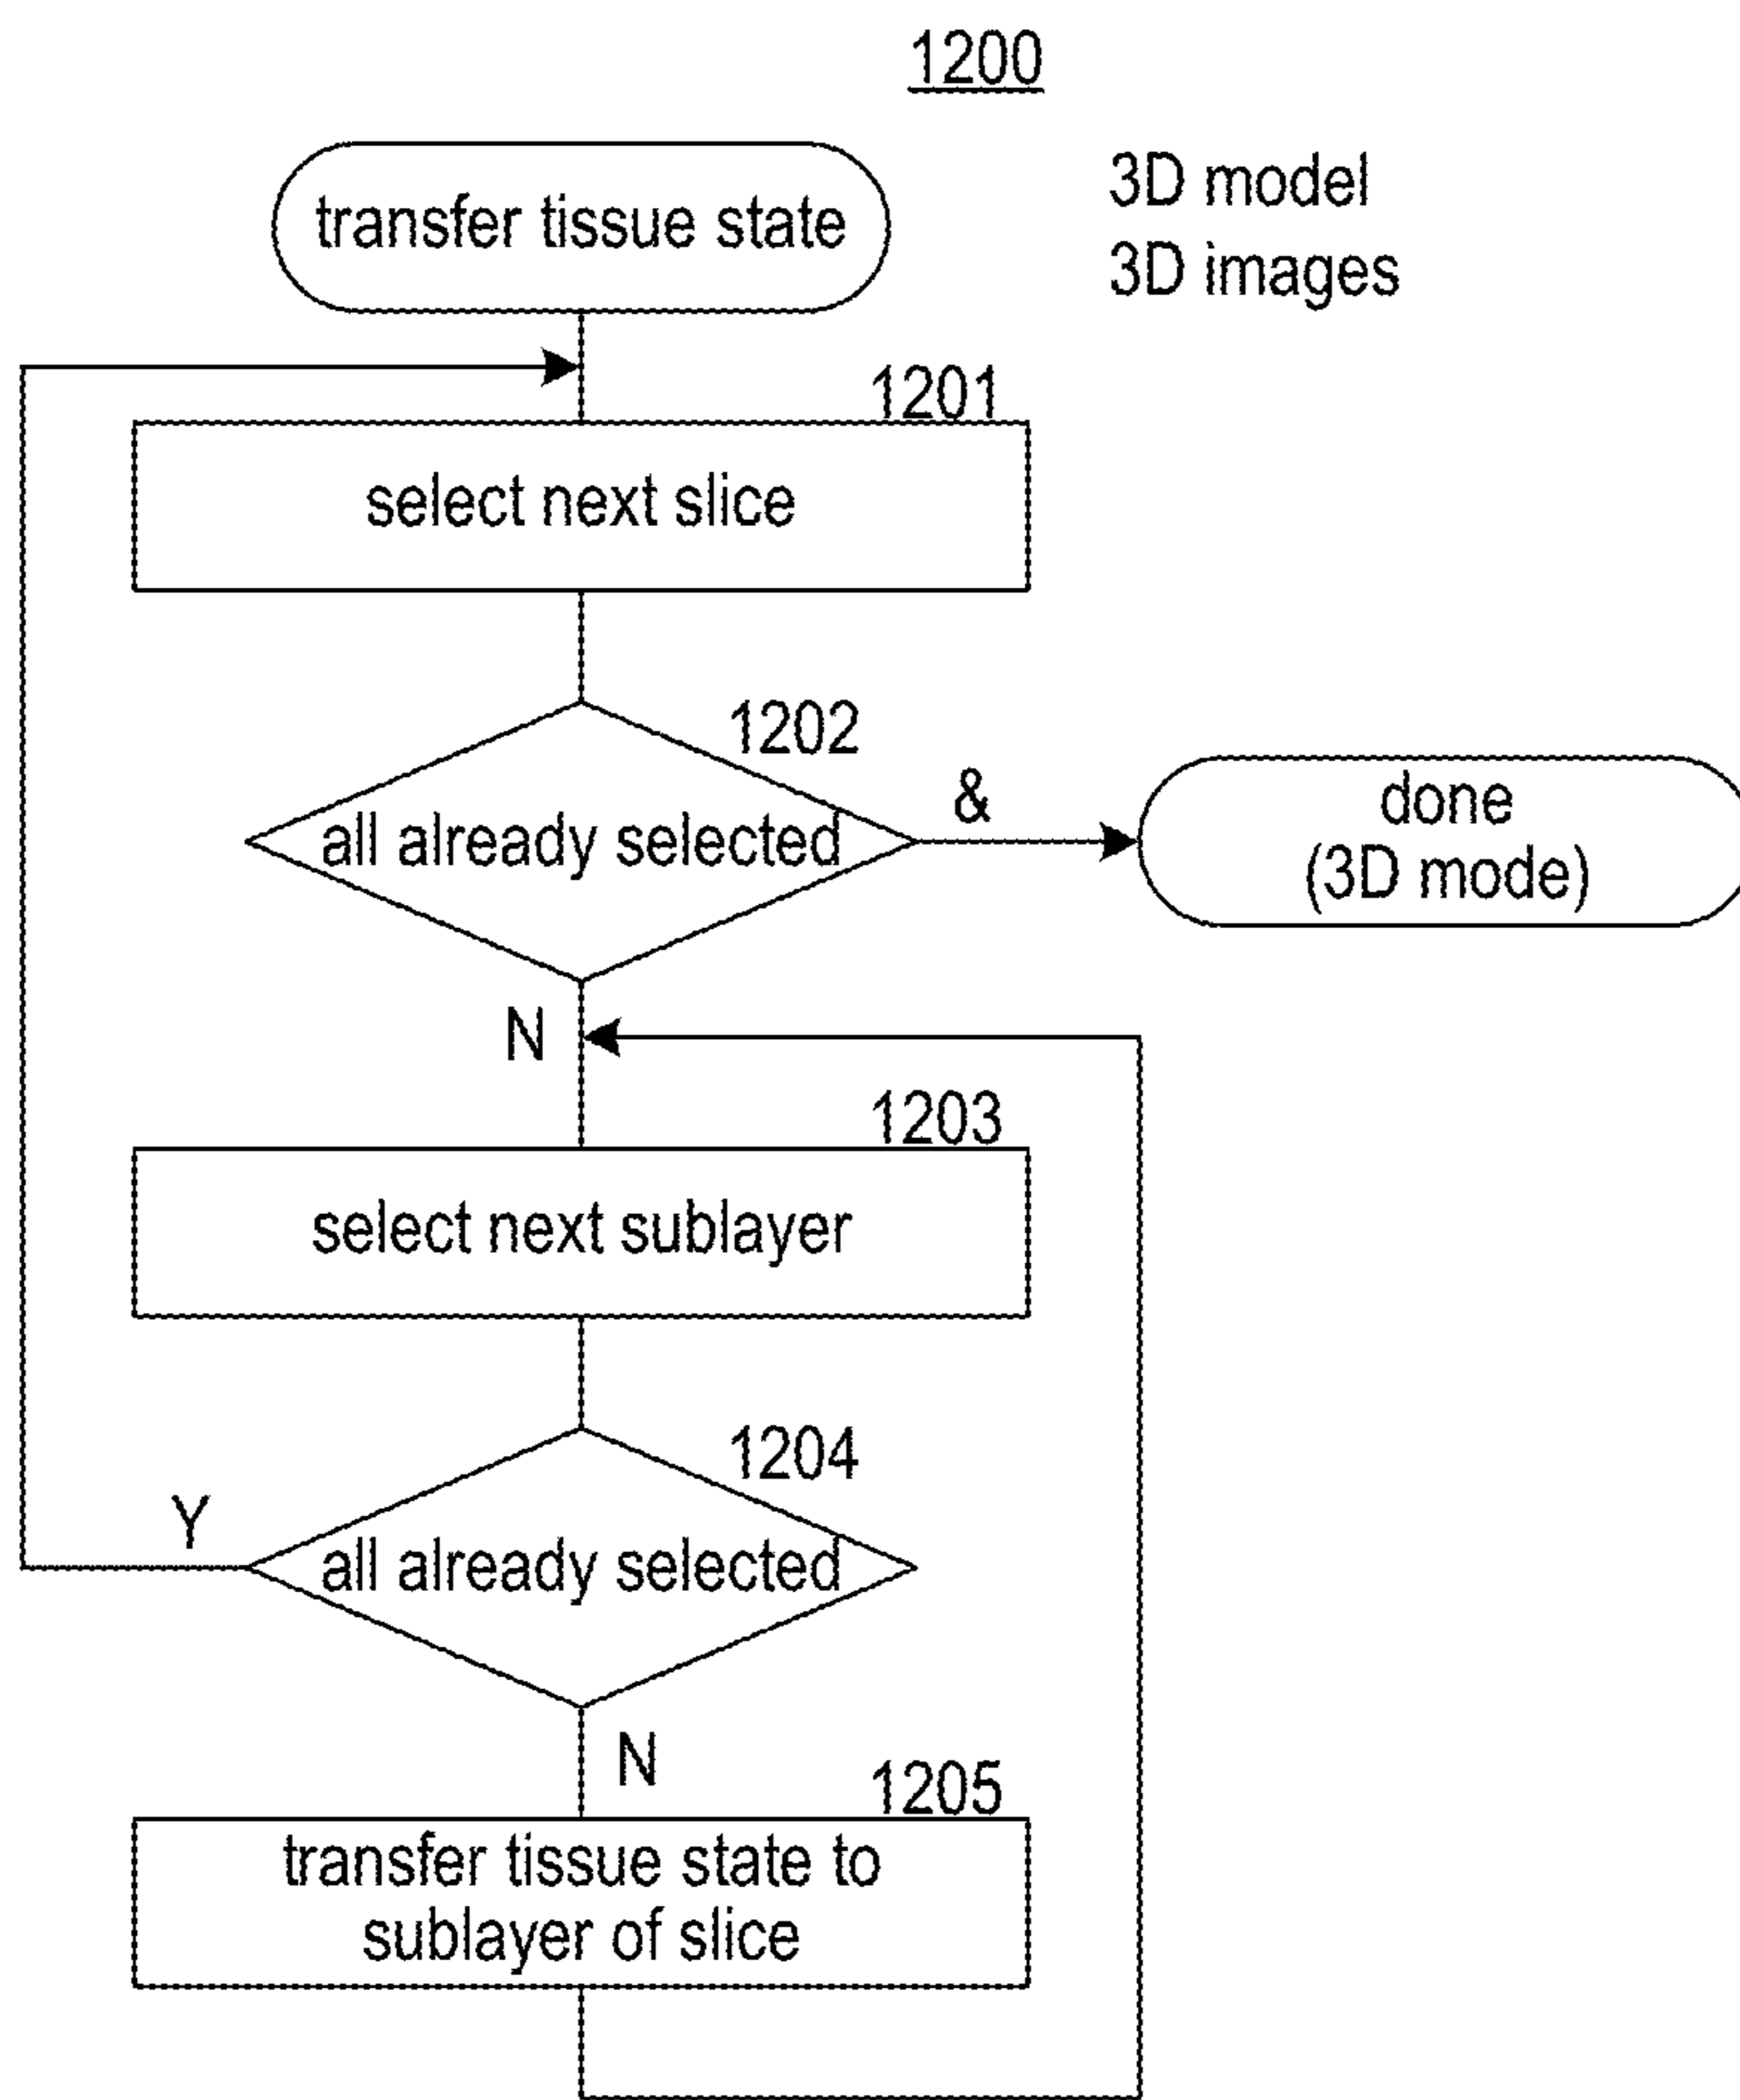 1200
transfer tissue state
3D model
3D images
1201
select next slice
1202
all already selected
&
done
(3D mode)
N
1203
select next sublayer
1204
Y
all already selected
N
1205
transfer tissue state to
sublayer of slice